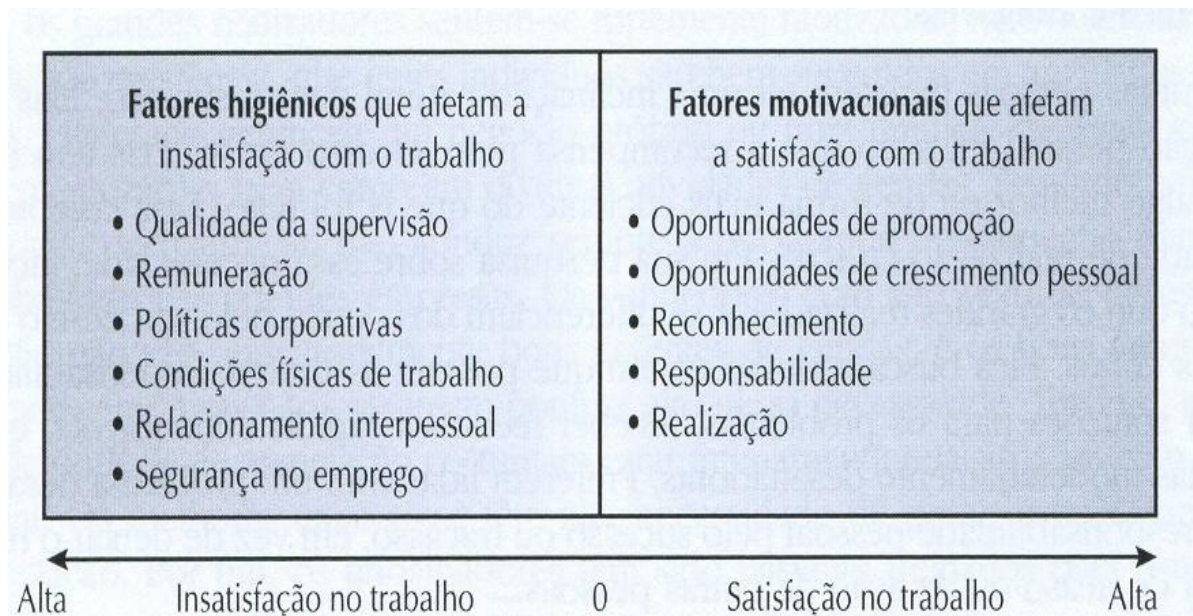 Fatores higiênicos que afetam a
insatisfação com o trabalho
• Qualidade da supervisão
• Remuneração
• Políticas corporativas
• Condições físicas de trabalho
• Relacionamento interpessoal
• Segurança no emprego
Fatores motivacionais que afetam
a satisfação com o trabalho
• Oportunidades de promoção
• Oportunidades de crescimento pessoal
• Reconhecimento
• Responsabilidade
• Realização
Alta Insatisfação no trabalho 0 Satisfação no trabalho Alta